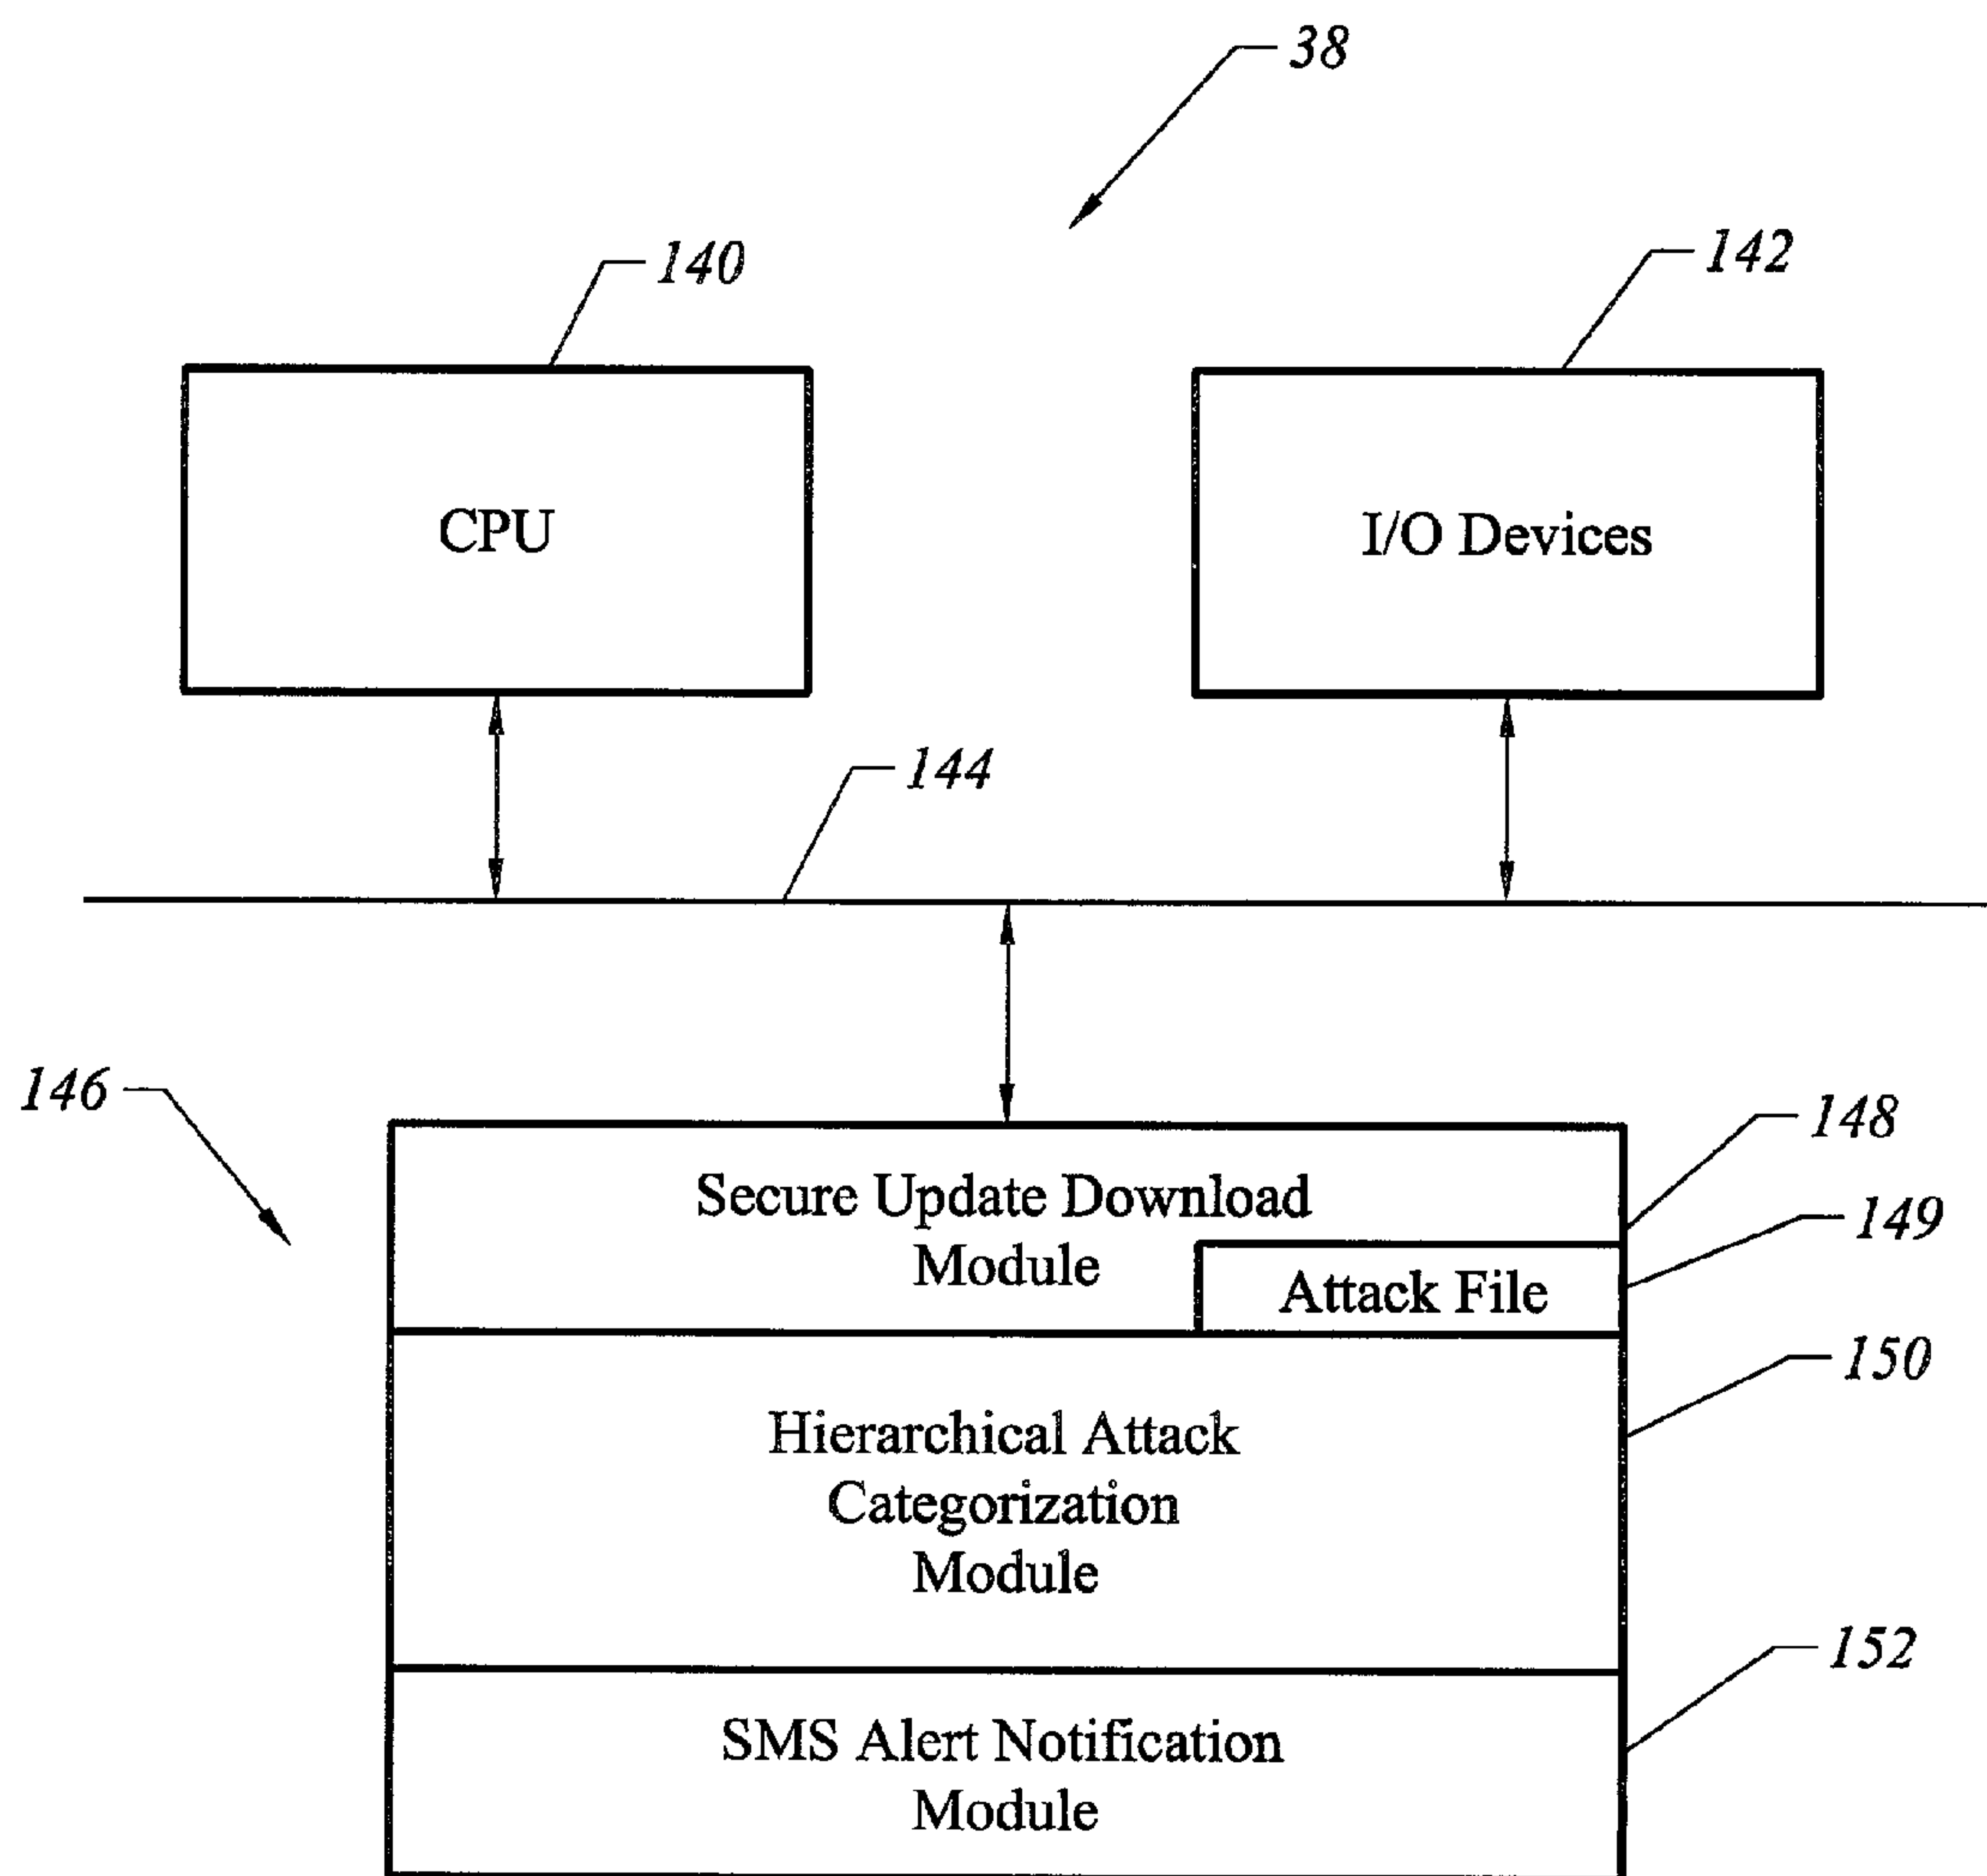 38
140
142
CPU
I/O Devices
144
146
148
Secure Update Download
Module
149
Attack File
150
Hierarchical Attack
Categorization
Module
152
SMS Alert Notification
Module